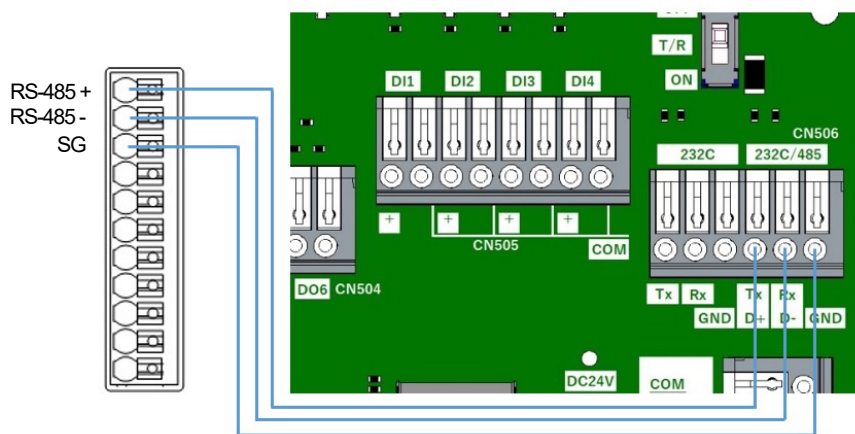 RS-485 +
RS-485 -
SG
T/R
ON
DI1 DI2 DI3 DI4
CN506
232C 232C/485
+ + + +
CN505
COM
DO6 CN504
Tx Rx Tx Rx
GND D+ D- GND
DC24V
COM